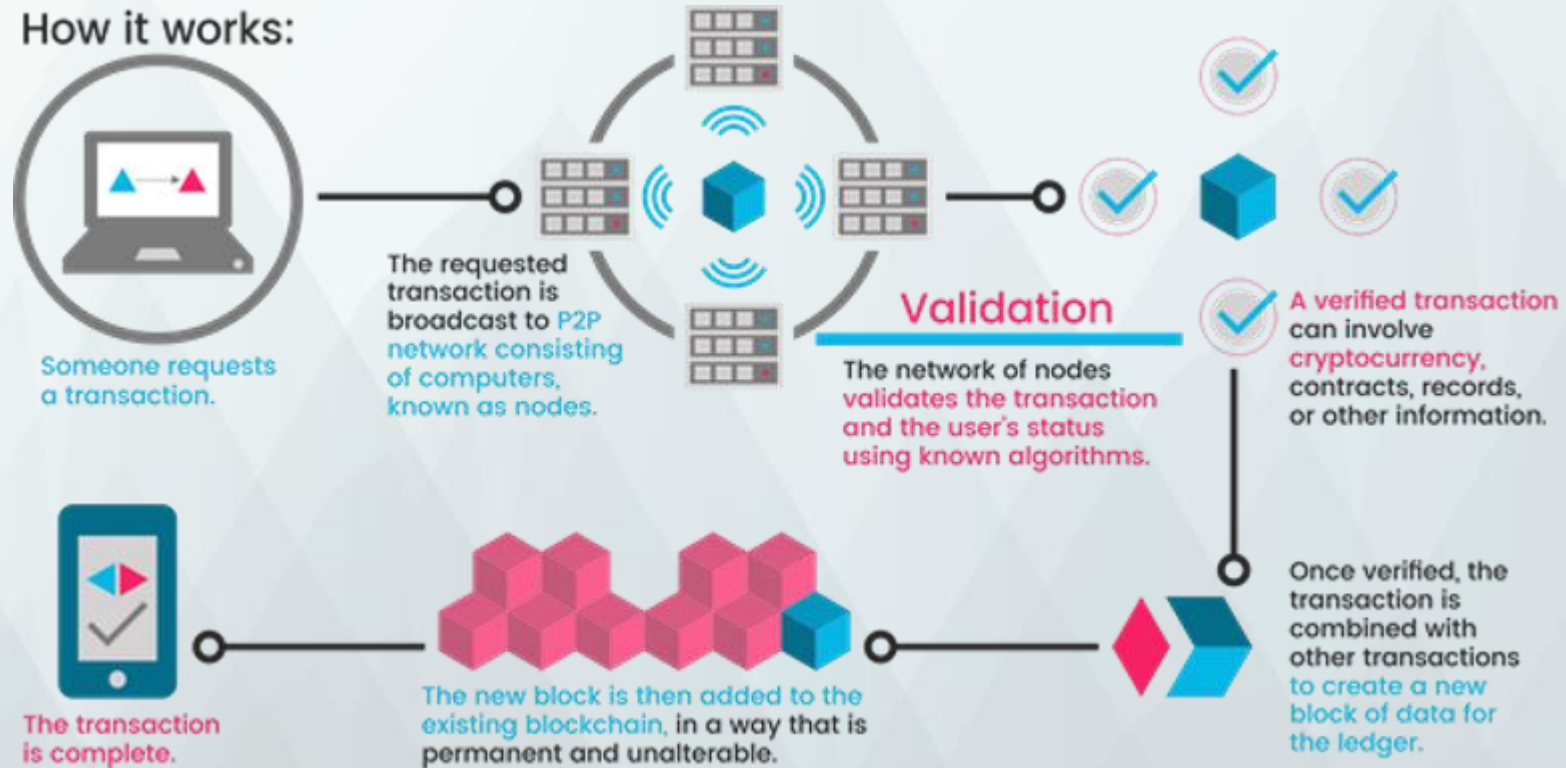 How it works:
Someone requests
a transaction.
The requested
transaction is
broadcast to P2P
network consisting
of computers,
known as nodes.
Validation
The network of nodes
validates the transaction
and the user's status
using known algorithms.
A verified transaction
can involve
cryptocurrency,
contracts, records,
or other information.
Once verified, the
transaction is
combined with
other transactions
to create a new
block of data for
the ledger.
The new block is then added to the
existing blockchain, in a way that is
permanent and unalterable.
The transaction
is complete.